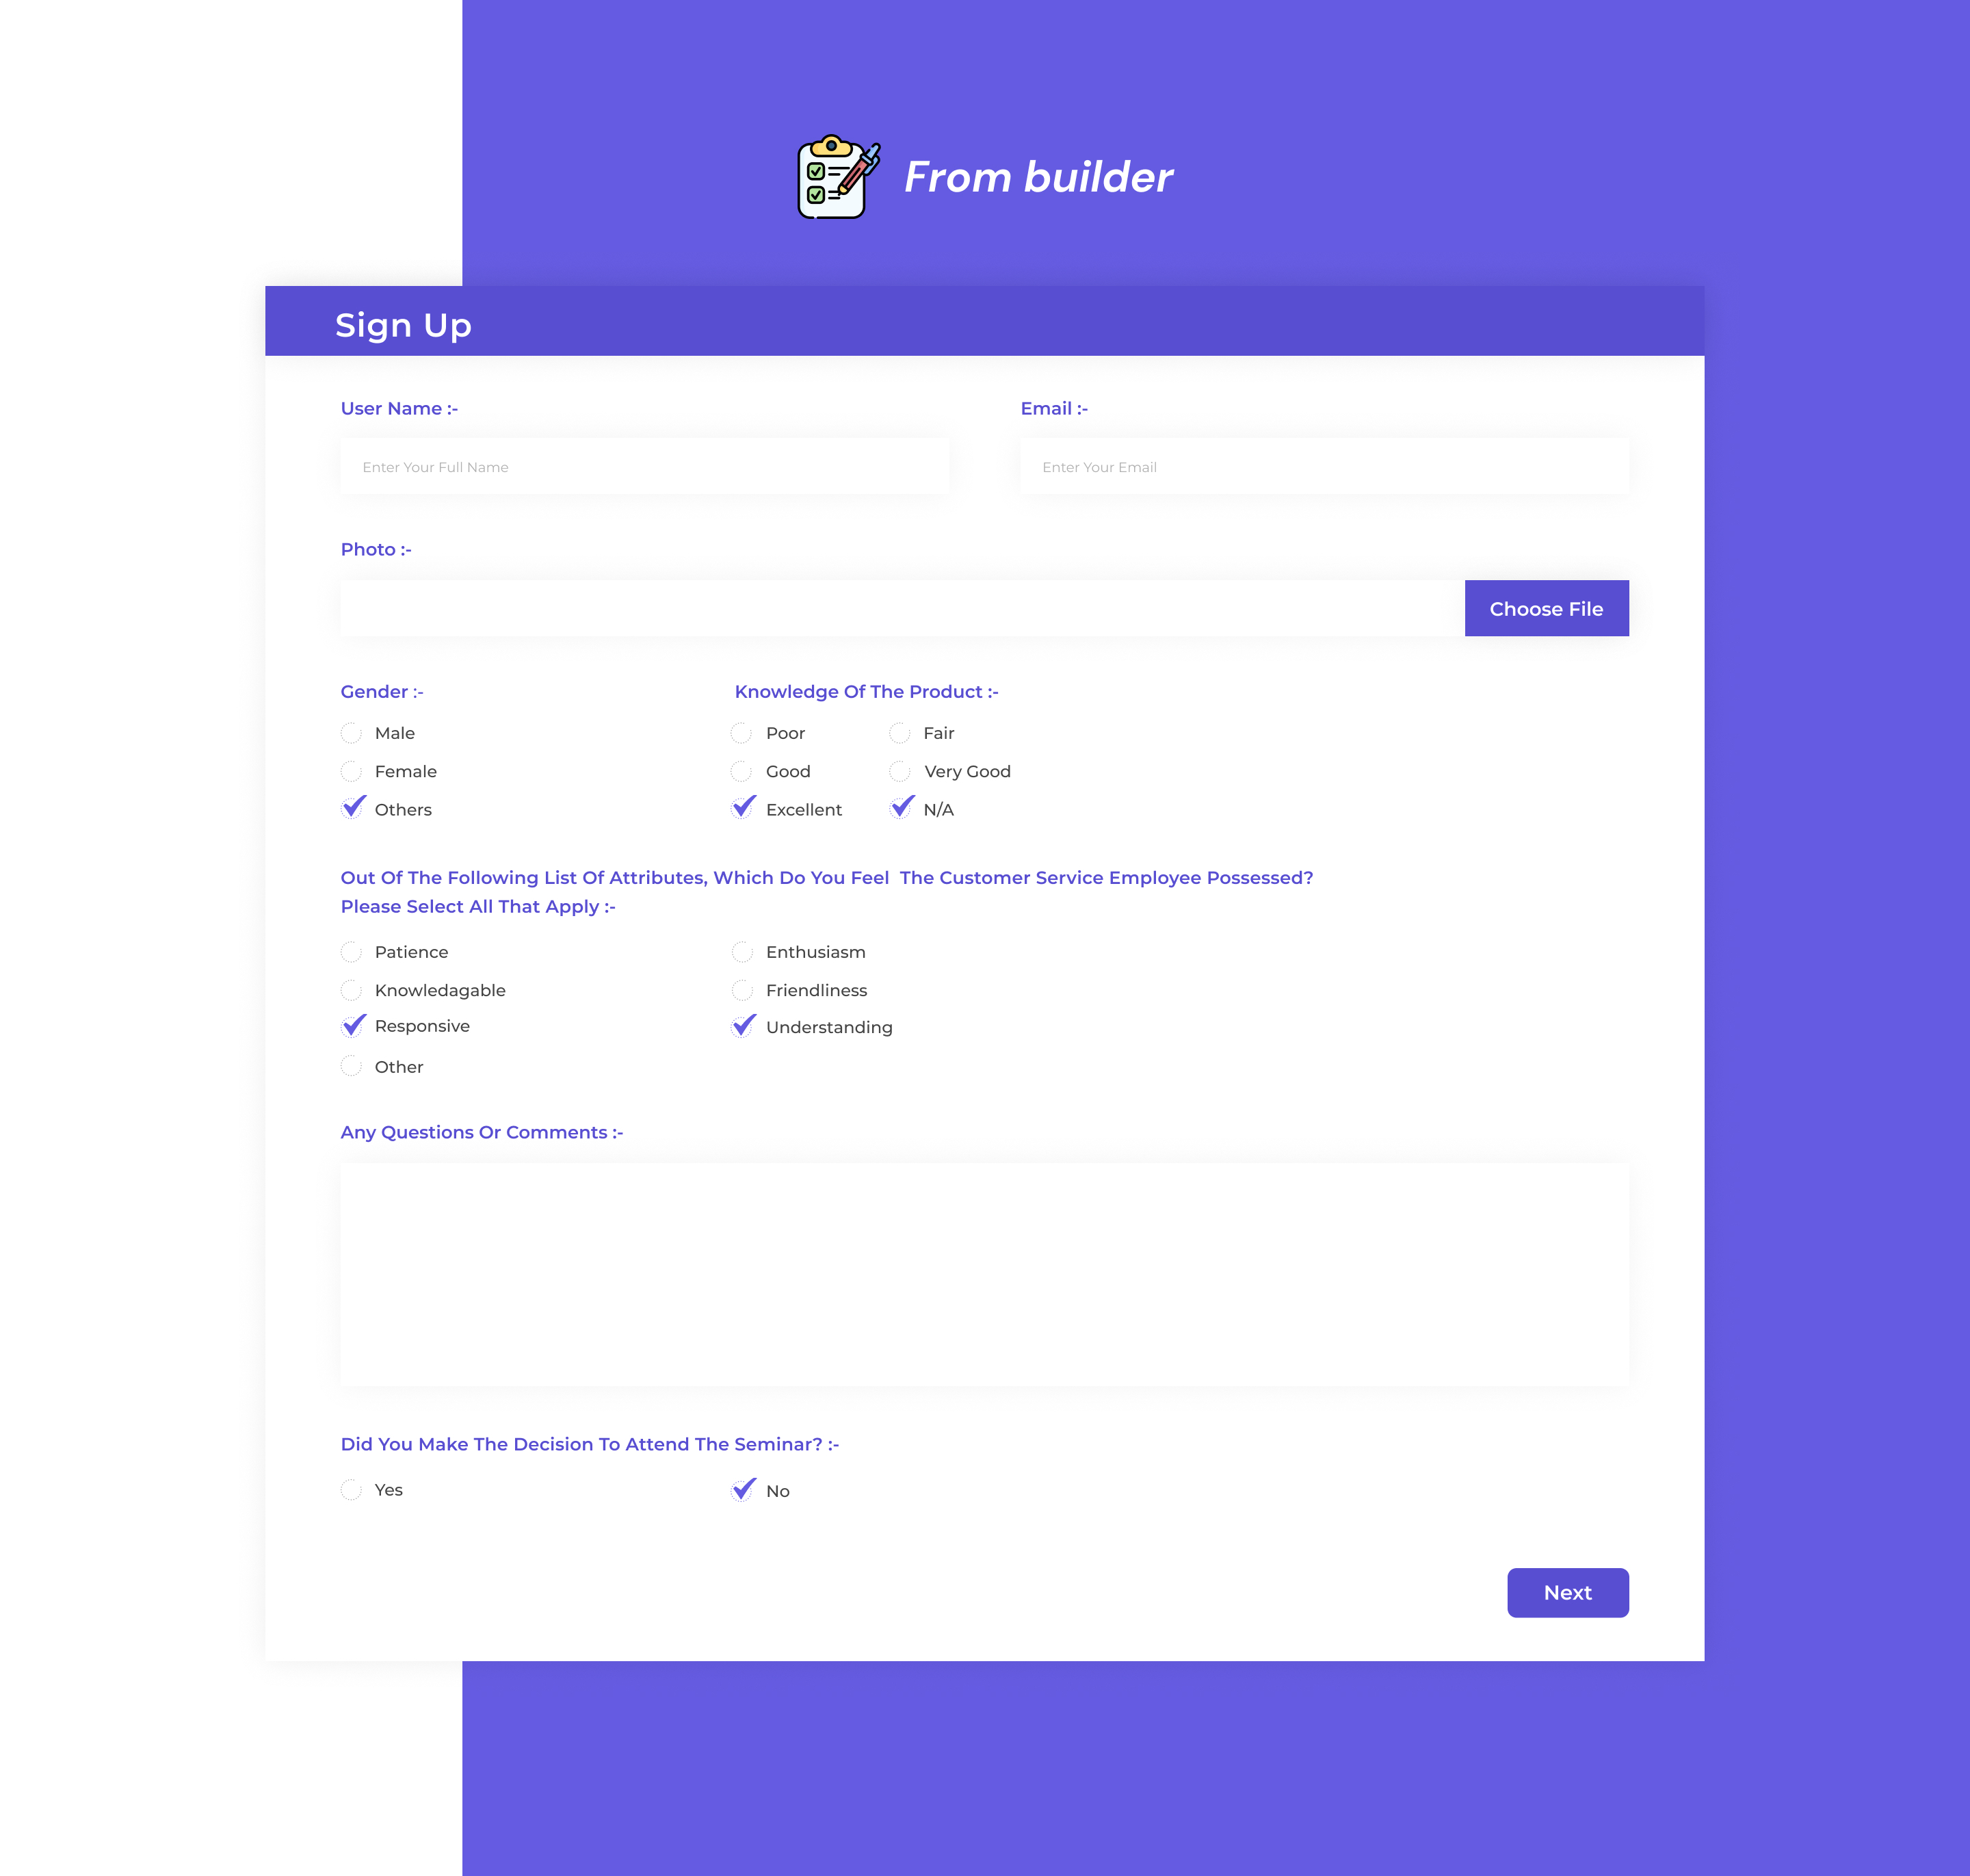 From builder
Sign Up
User Name :-
Email :-
Enter Your Full Name
Enter Your Email
Photo :-
Choose File
Gender :-
Knowledge Of The Product :-
Male
Poor
Fair
Female
Good
Very Good
Others
Excellent
N/A
Out Of The Following List Of Attributes, Which Do You Feel  The Customer Service Employee Possessed?
Please Select All That Apply :-
Patience
Enthusiasm
Knowledagable
Friendliness
Responsive
Understanding
Other
Any Questions Or Comments :-
Did You Make The Decision To Attend The Seminar? :-
Yes
No
Next